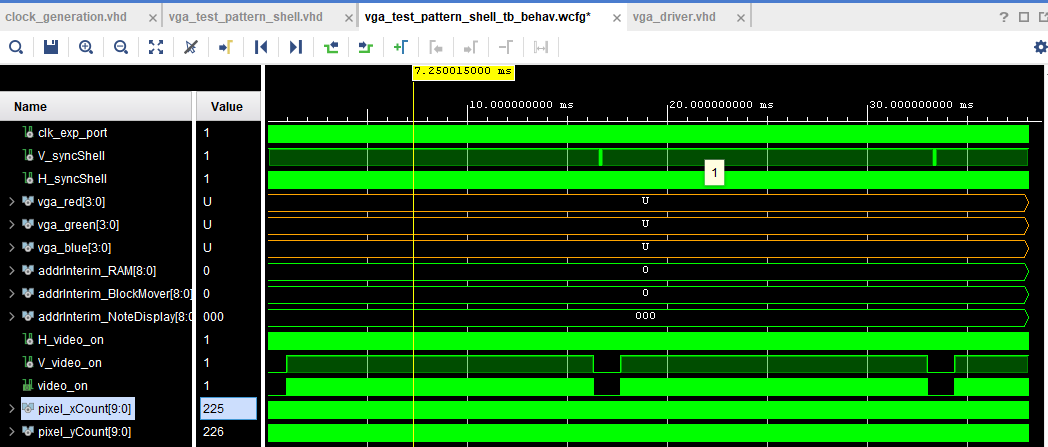 clock_generation.vhd × vga_test_pattern_shell.vhd × vga_test_pattern_shell_tb_behav.wcfg* × vga_driver.vhd ×
?
7.250015000 ms
Name Value 10.000000000 ms 20.000000000 ms 30.000000000 ms
clk_exp_port 1
V_syncShell 1
H_syncShell 1 1
vga_red[3:0] U U
vga_green[3:0] U U
vga_blue[3:0] U U
addrInterim_RAM[8:0] 0 0
addrInterim_BlockMover[8:0] 0 0
addrInterim_NoteDisplay[8:0 000 000
H_video_on 1
V_video_on 1
video_on 1
pixel_xCount[9:0] 225
pixel_yCount[9:0] 226